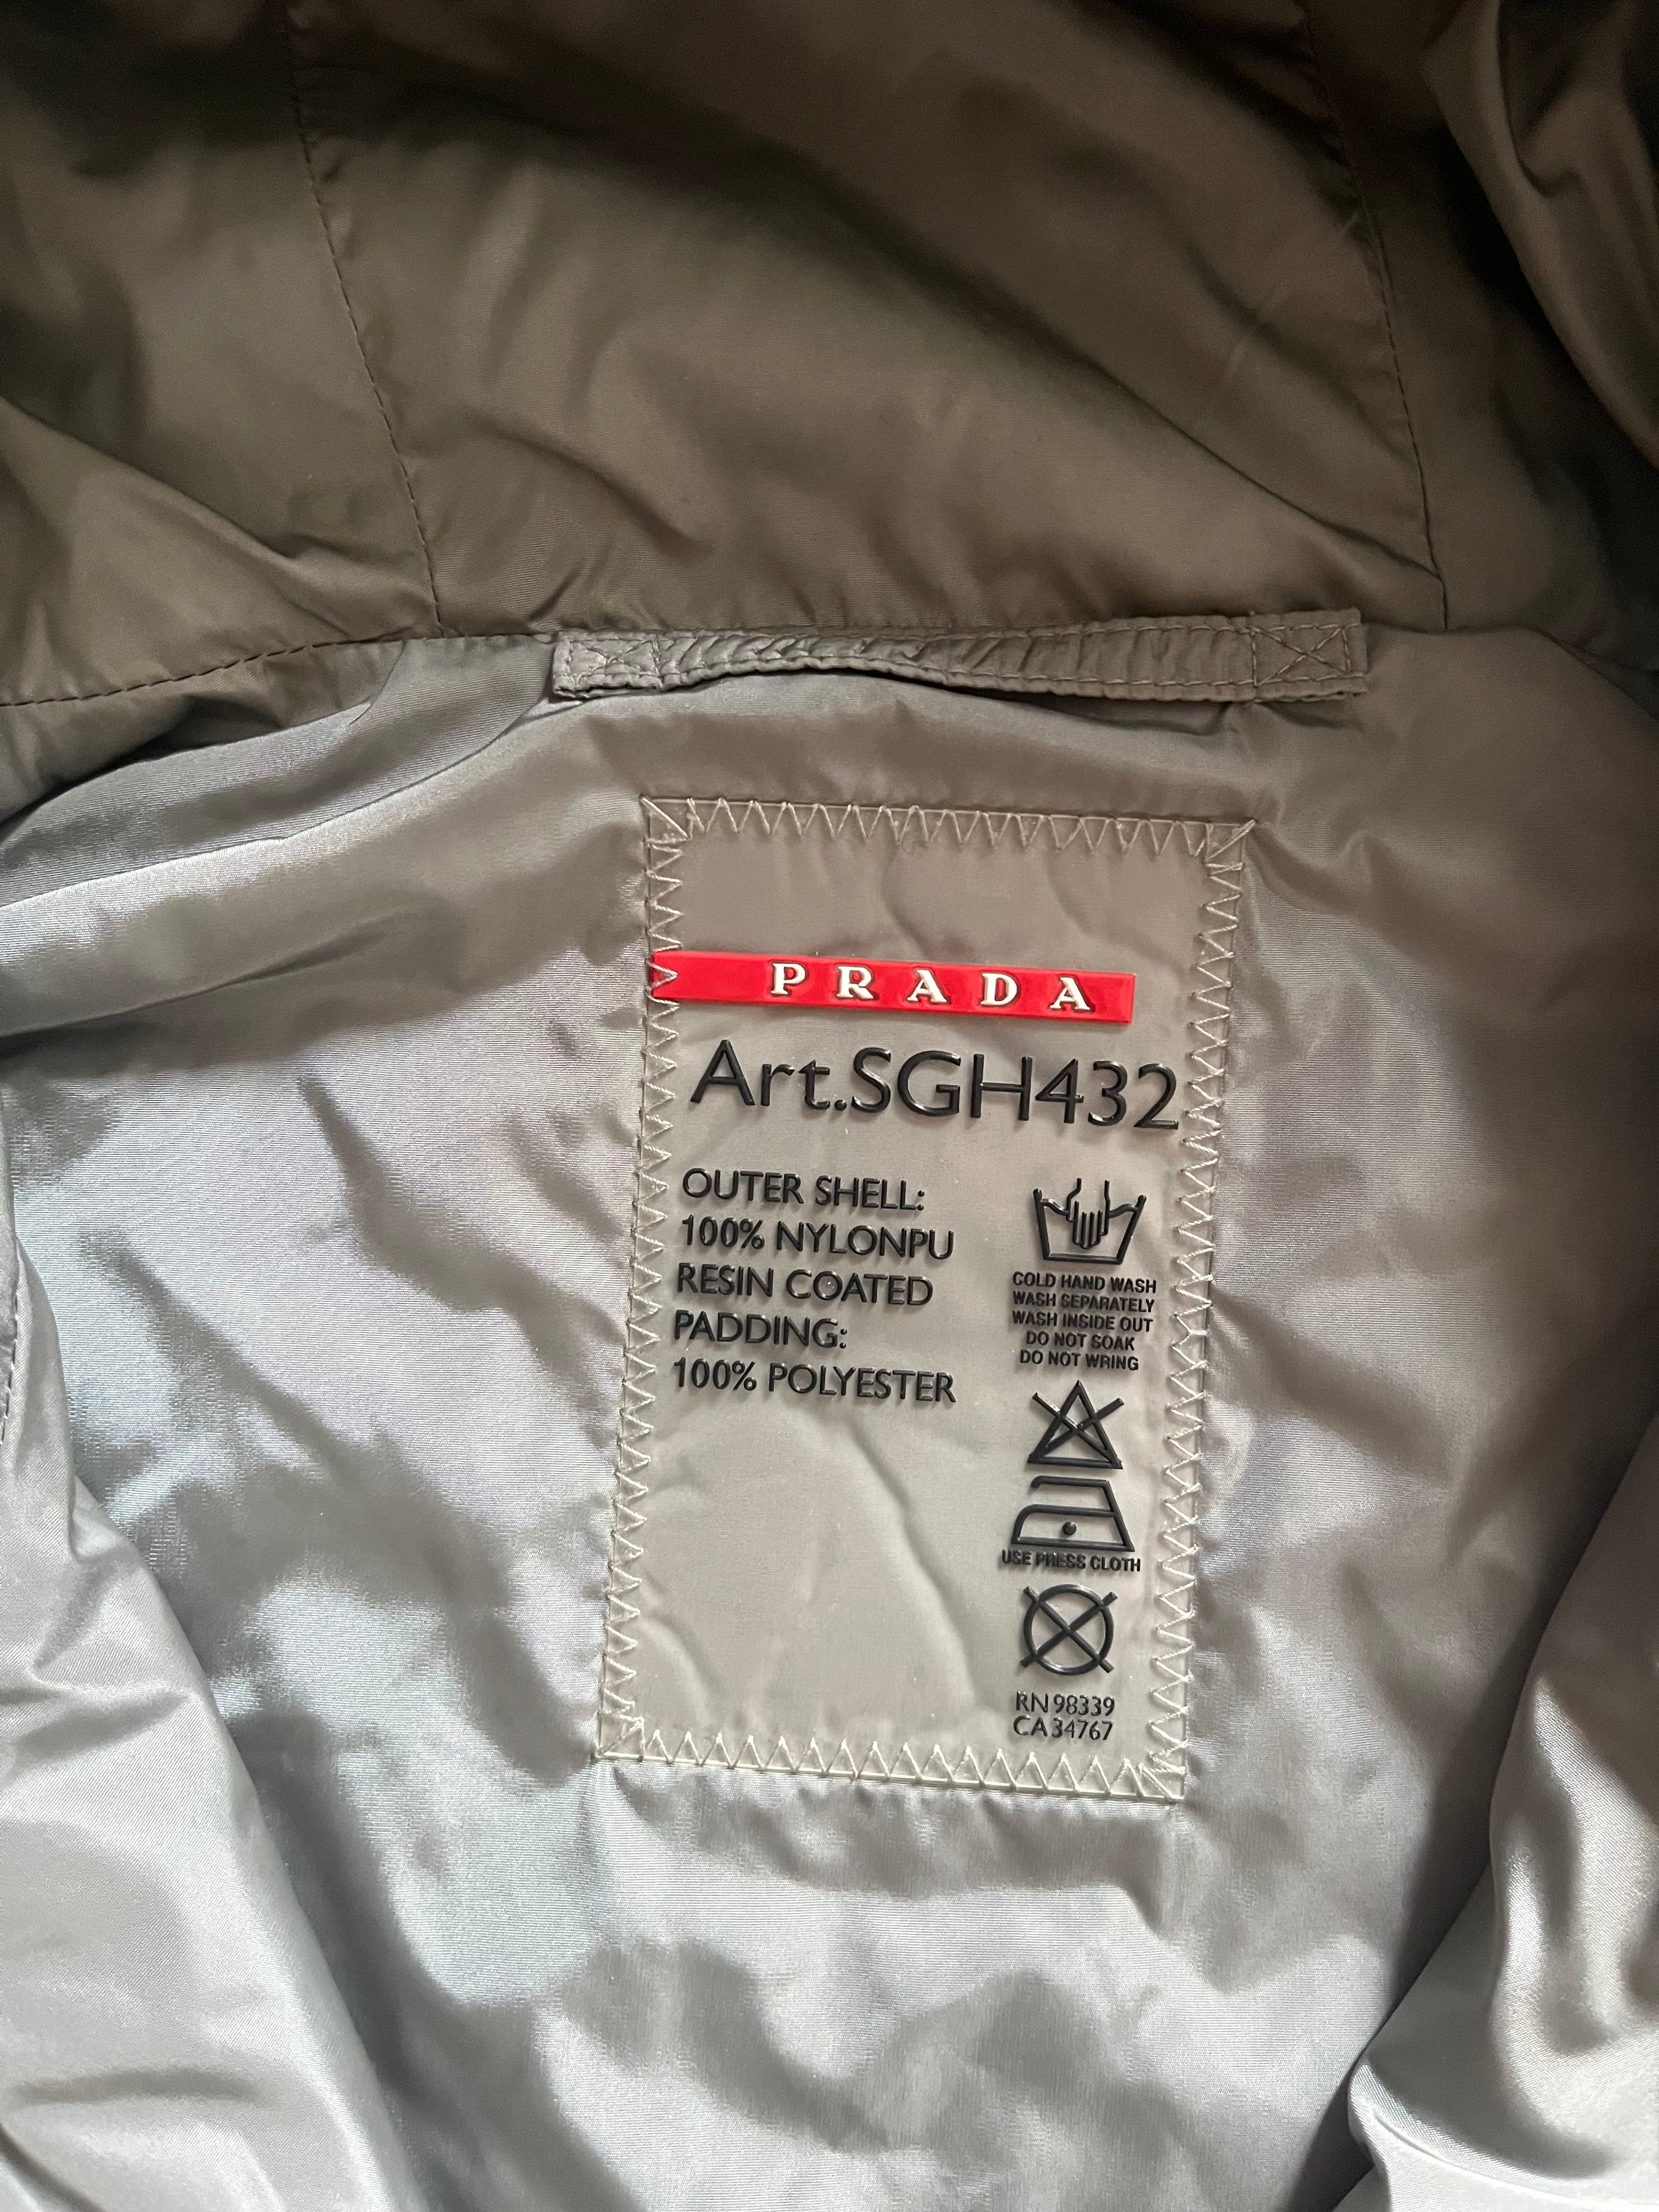 PRADA
Art.SGH432
OUTER SHELL:
100% NYLONPU
RESIN COATED
PADDING:
100% POLYESTER
COLD HAND WASH
WASH SEPARATELY
WASH INSIDE OUT
DO NOT SOAK
DO NOT WRING
USE PRESS CLOTH
RN 98339
CA 34767